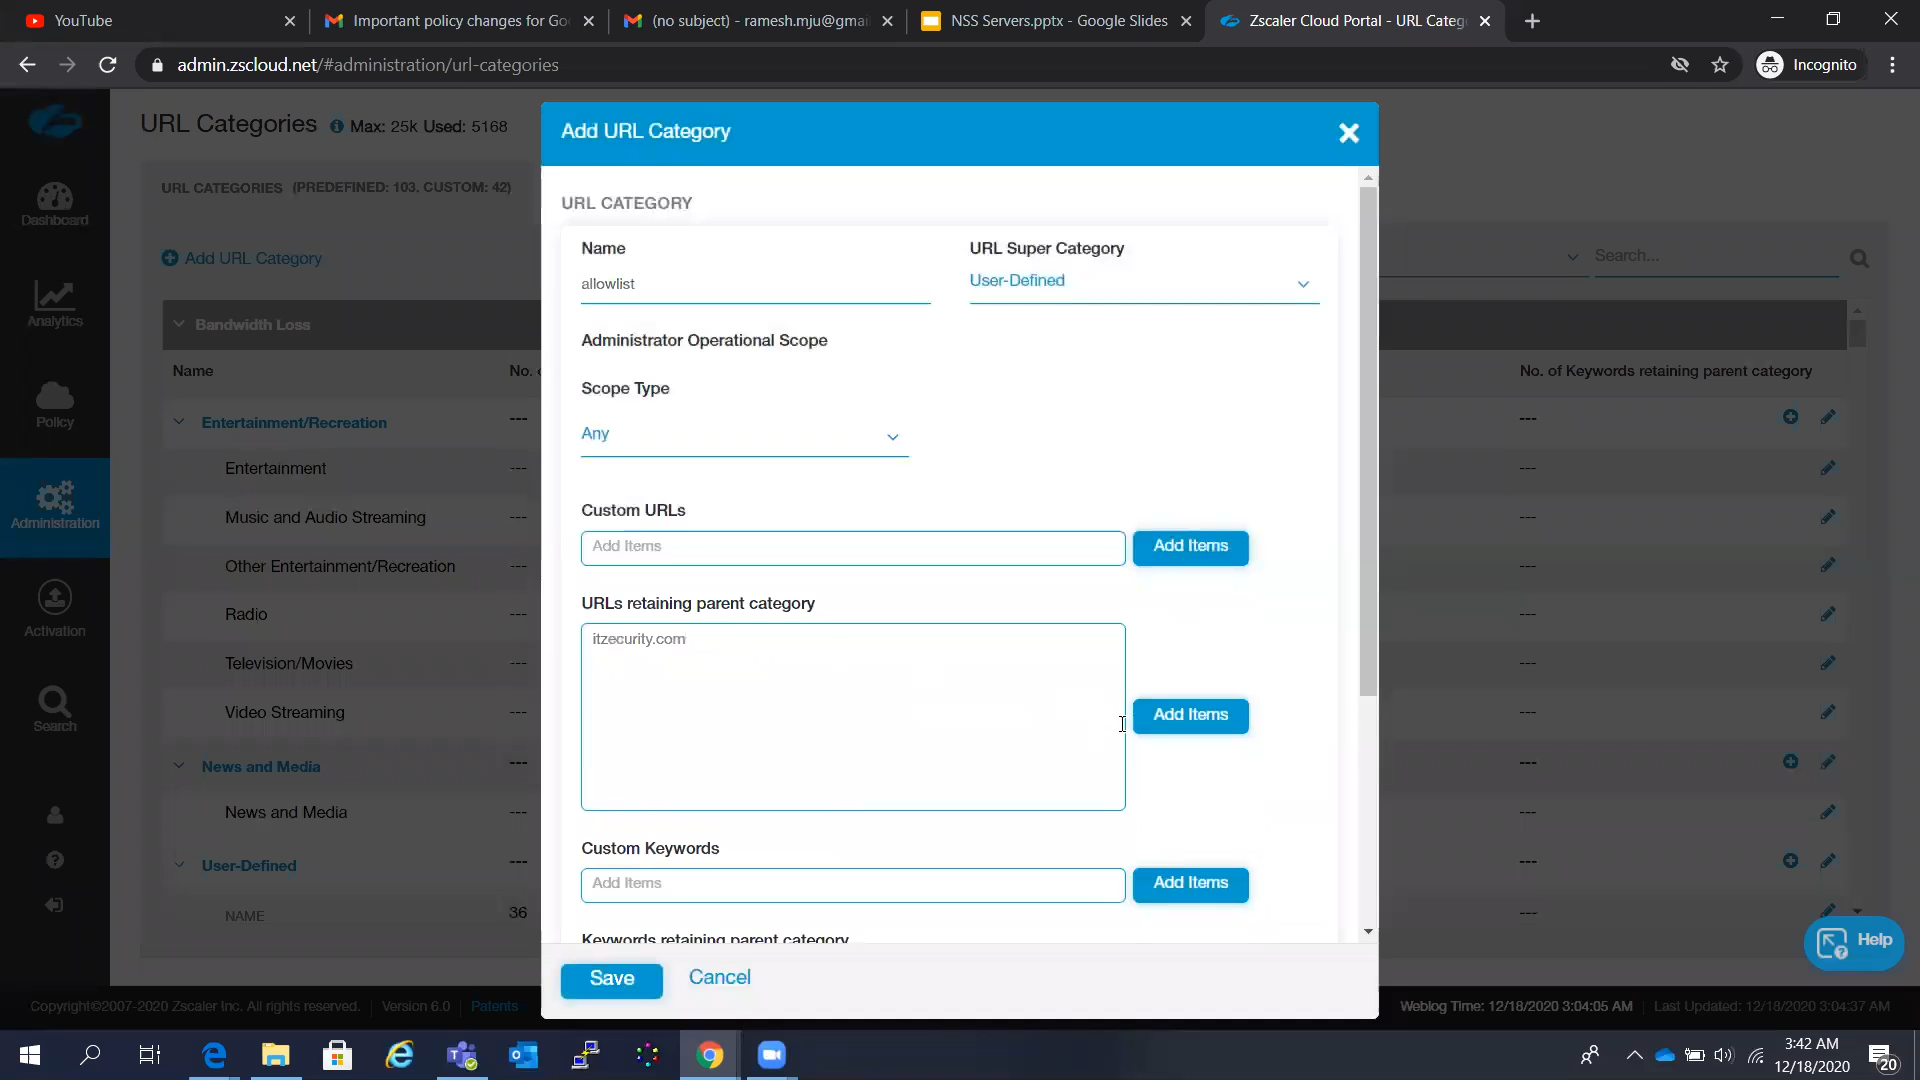 YouTube
Important policy changes for Go
(no subject) - ramesh.mju@gmai
NSS Servers.pptx - Google Slides
Zscaler Cloud Portal - URL Categ
admin.zscloud.net/#administration/url-categories
Incognito
URL Categories
Max: 25k Used: 5168
Add URL Category
URL CATEGORIES (PREDEFINED: 103, CUSTOM: 42)
Add URL Category
Search...
Dashboard
Analytics
Policy
Administration
Activation
Search
Bandwidth Loss
Name
No.
No. of Keywords retaining parent category
Entertainment/Recreation --- ---
Entertainment --- ---
Music and Audio Streaming --- ---
Other Entertainment/Recreation --- ---
Radio --- ---
Television/Movies --- ---
Video Streaming --- ---
News and Media --- ---
News and Media --- ---
User-Defined --- ---
NAME 36 ---
URL CATEGORY
Name
allowlist
URL Super Category
User-Defined
Administrator Operational Scope
Scope Type
Any
Custom URLs
Add Items
Add Items
URLs retaining parent category
itzecurity.com
Add Items
Custom Keywords
Add Items
Add Items
Keywords retaining parent category
Save
Cancel
Help
Copyright©2007-2020 Zscaler Inc. All rights reserved.
Version 6.0
Patents
Weblog Time: 12/18/2020 3:04:05 AM
Last Updated: 12/18/2020 3:04:37 AM
3:42 AM
12/18/2020
20